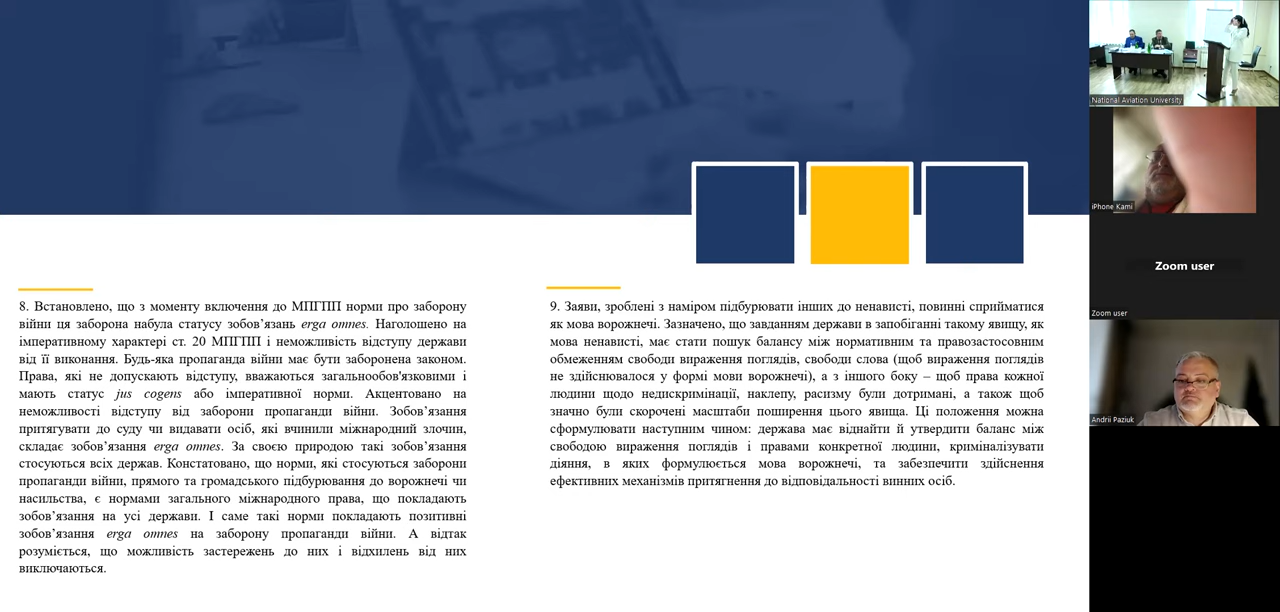 8. Встановлено, що з моменту включення до МПГПП норми про заборону
війни ця заборона набула статусу зобов’язань erga omnes. Наголошено на
імперативному характері ст. 20 МПГПП і неможливість відступу держави
від її виконання. Будь-яка пропаганда війни має бути заборонена законом.
Права, які не допускають відступу, вважаються загальнообов'язковими і
мають статус jus cogens або імперативної норми. Акцентовано на
неможливості відступу від заборони пропаганди війни. Зобов’язання
притягувати до суду чи видавати осіб, які вчинили міжнародний злочин,
складає зобов’язання erga omnes. За своєю природою такі зобов’язання
стосуються всіх держав. Констатовано, що норми, які стосуються заборони
пропаганди війни, прямого та громадського підбурювання до ворожнечі чи
насильства, є нормами загального міжнародного права, що покладають
зобов’язання на усі держави. І саме такі норми покладають позитивні
зобов’язання erga omnes на заборону пропаганди війни. А відтак
розуміється, що можливість застережень до них і відхилень від них
виключаються.
9. Заяви, зроблені з наміром підбурювати інших до ненависті, повинні сприйматися
як мова ворожнечі. Зазначено, що завданням держави в запобіганні такому явищу, як
мова ненависті, має стати пошук балансу між нормативним та правозастосовним
обмеженням свободи вираження поглядів, свободи слова (щоб вираження поглядів
не здійснювалося у формі мови ворожнечі), а з іншого боку – щоб права кожної
людини щодо недискримінації, наклепу, расизму були дотримані, а також щоб
значно були скорочені масштаби поширення цього явища. Ці положення можна
сформулювати наступним чином: держава має віднайти й утвердити баланс між
свободою вираження поглядів і правами конкретної людини, криміналізувати
діяння, в яких формулюється мова ворожнечі, та забезпечити здійснення
ефективних механізмів притягнення до відповідальності винних осіб.
National Aviation University
iPhone Kami
Zoom user
Zoom user
Andrii Paziuk